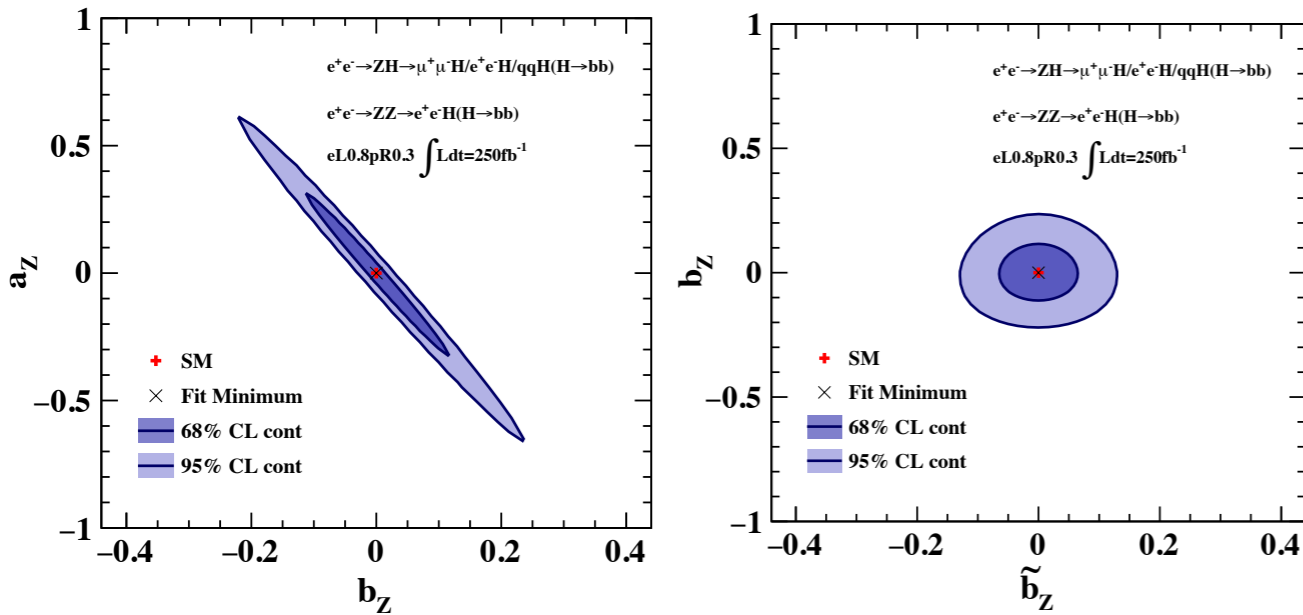 1
e⁺e⁻→ZH→μ⁺μ⁻H/e⁺e⁻H/qqH(H→bb)
e⁺e⁻→ZZ→e⁺e⁻H(H→bb)
0.5
eL0.8pR0.3 ∫Ldt=250fb⁻¹
a_Z
0
SM
Fit Minimum
−0.5
68% CL cont
95% CL cont
−1
−0.4 −0.2 0 0.2 0.4
b_Z
1
e⁺e⁻→ZH→μ⁺μ⁻H/e⁺e⁻H/qqH(H→bb)
e⁺e⁻→ZZ→e⁺e⁻H(H→bb)
0.5
eL0.8pR0.3 ∫Ldt=250fb⁻¹
b_Z
0
SM
Fit Minimum
−0.5
68% CL cont
95% CL cont
−1
−0.4 −0.2 0 0.2 0.4
b̃_Z